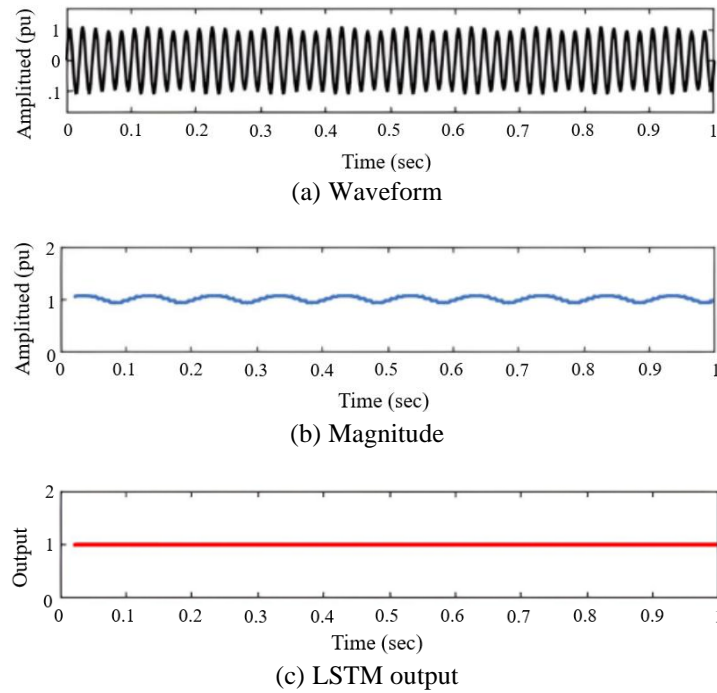 Amplitued (pu)
1
0
.1
0 0.1 0.2 0.3 0.4 0.5 0.6 0.7 0.8 0.9 1
Time (sec)
(a) Waveform
Amplitued (pu)
2
1
0
0 0.1 0.2 0.3 0.4 0.5 0.6 0.7 0.8 0.9 1
Time (sec)
(b) Magnitude
Output
2
1
0
0 0.1 0.2 0.3 0.4 0.5 0.6 0.7 0.8 0.9 1
Time (sec)
(c) LSTM output